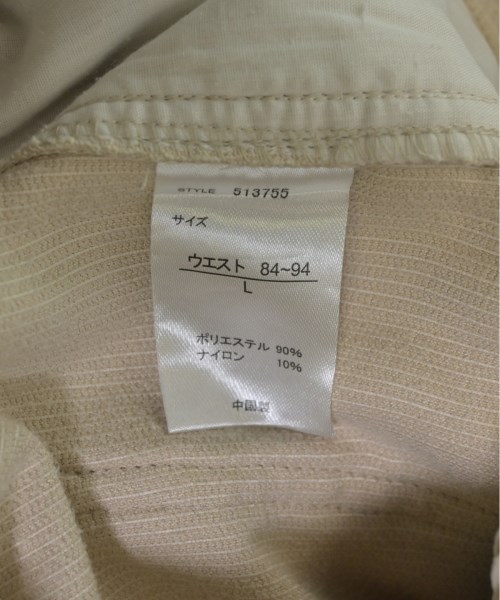 STYLE 513755
サイズ
ウエスト 84~94
L
ポリエステル 90%
ナイロン 10%
中国製